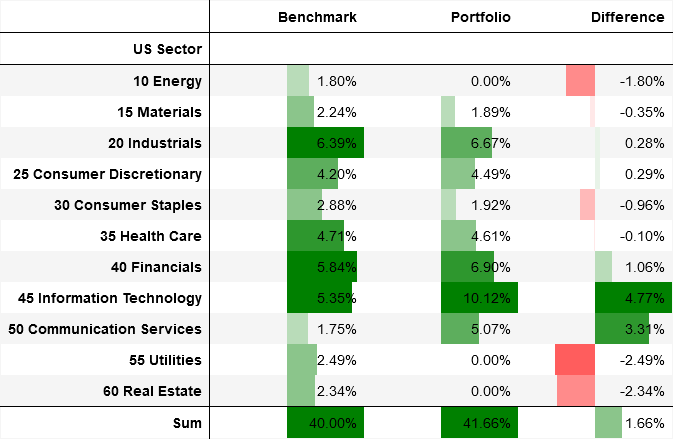 Benchmark Portfolio Difference
US Sector
10 Energy 1.80% 0.00% -1.80%
15 Materials 2.24% 1.89% -0.35%
20 Industrials 6.39% 6.67% 0.28%
25 Consumer Discretionary 4.20% 4.49% 0.29%
30 Consumer Staples 2.88% 1.92% -0.96%
35 Health Care 4.71% 4.61% -0.10%
40 Financials 5.84% 6.90% 1.06%
45 Information Technology 5.35% 10.12% 4.77%
50 Communication Services 1.75% 5.07% 3.31%
55 Utilities 2.49% 0.00% -2.49%
60 Real Estate 2.34% 0.00% -2.34%
Sum 40.00% 41.66% 1.66%